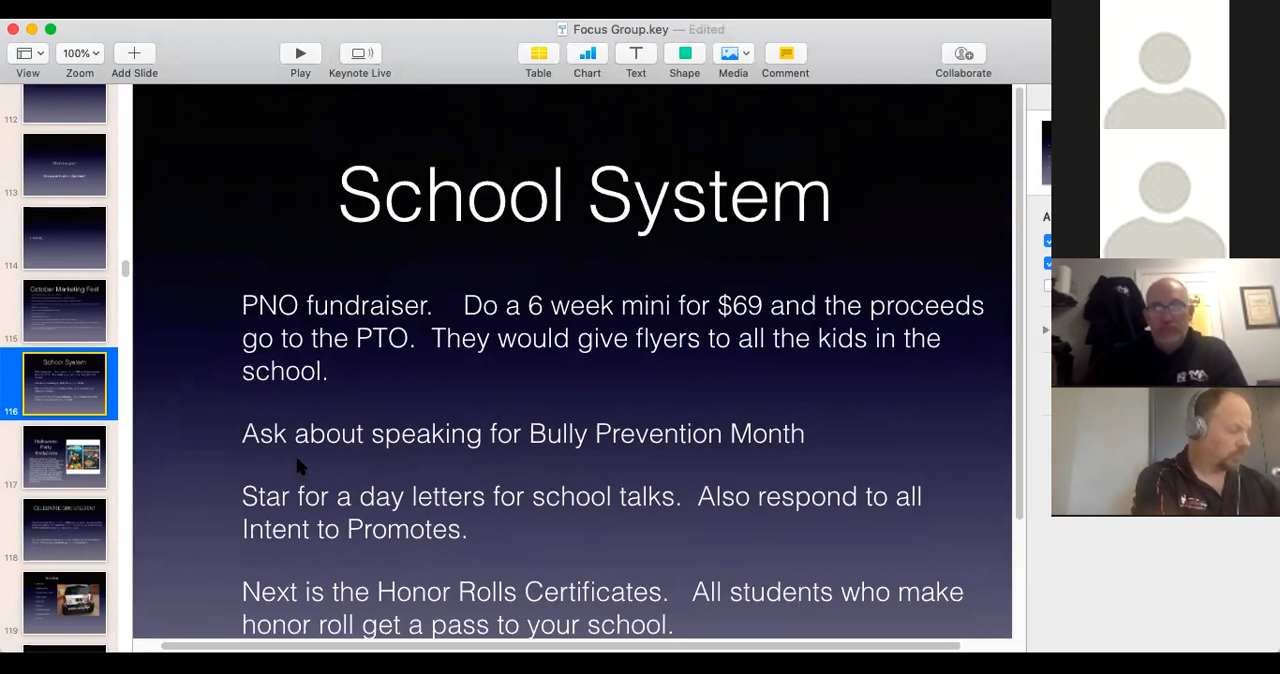 Focus Group.key — Edited
100%
View
Zoom
Add Slide
Play
Keynote Live
Table
Chart
Text
Shape
Media
Comment
Collaborate
112
113
114
115
October Marketing Fest
116
School System
117
Halloween
Party
Invitations
118
119
School System
PNO fundraiser. Do a 6 week mini for $69 and the proceeds
go to the PTO. They would give flyers to all the kids in the
school.
Ask about speaking for Bully Prevention Month
Star for a day letters for school talks. Also respond to all
Intent to Promotes.
Next is the Honor Rolls Certificates. All students who make
honor roll get a pass to your school.
A